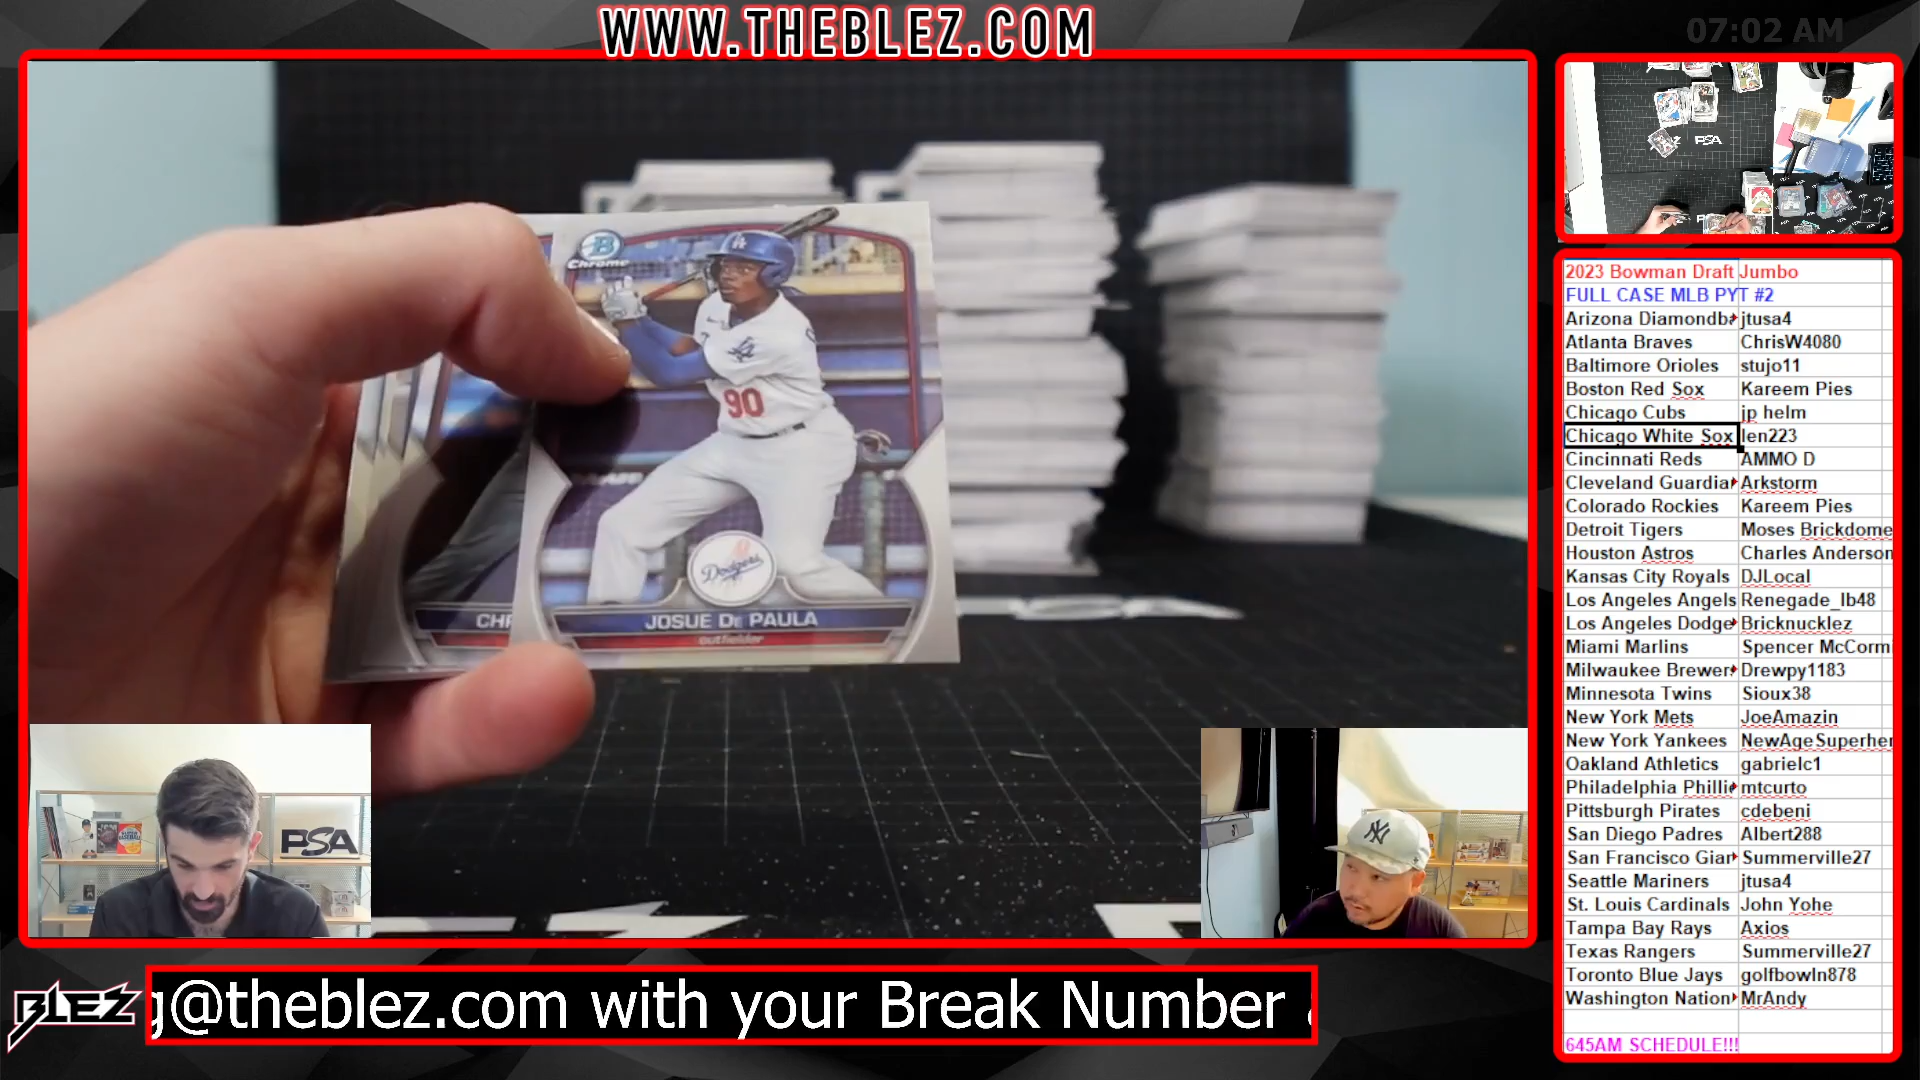 WWW.THEBLEZ.COM
07:02 AM
B
Chrome
90
Dodgers
CHR
JOSUE DE PAULA
outfielder
PSA
PSA
2023 Bowman Draft Jumbo
FULL CASE MLB PYT #2
Arizona Diamondba jtusa4
Atlanta Braves ChrisW4080
Baltimore Orioles stujo11
Boston Red Sox Kareem Pies
Chicago Cubs jp helm
Chicago White Sox len223
Cincinnati Reds AMMO D
Cleveland Guardia Arkstorm
Colorado Rockies Kareem Pies
Detroit Tigers Moses Brickdome
Houston Astros Charles Anderson
Kansas City Royals DJLocal
Los Angeles Angels Renegade_lb48
Los Angeles Dodge Bricknucklez
Miami Marlins Spencer McCormi
Milwaukee Brewer Drewpy1183
Minnesota Twins Sioux38
New York Mets JoeAmazin
New York Yankees NewAgeSuperher
Oakland Athletics gabrielc1
Philadelphia Phillie mtcurto
Pittsburgh Pirates cdebeni
San Diego Padres Albert288
San Francisco Gian Summerville27
Seattle Mariners jtusa4
St. Louis Cardinals John Yohe
Tampa Bay Rays Axios
Texas Rangers Summerville27
Toronto Blue Jays golfbowln878
Washington Nation MrAndy
645AM SCHEDULE!!!
BLEZ
g@theblez.com with your Break Number